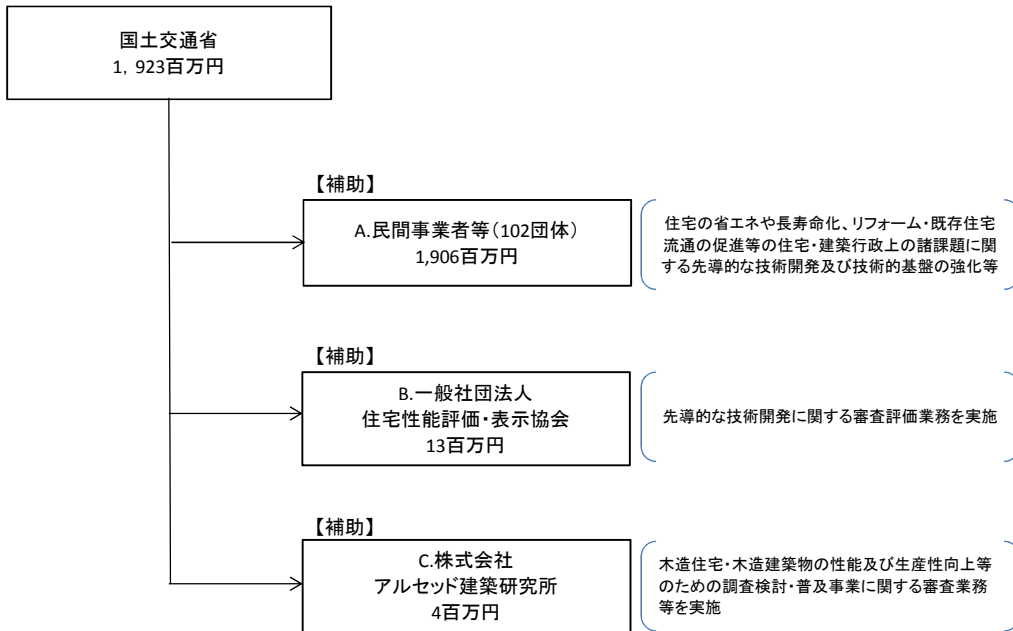 国土交通省
1, 923百万円
【補助】
A.民間事業者等(102団体)
1,906百万円
住宅の省エネや長寿命化、リフォーム・既存住宅
流通の促進等の住宅・建築行政上の諸課題に関
する先導的な技術開発及び技術的基盤の強化等
【補助】
B.一般社団法人
住宅性能評価・表示協会
13百万円
先導的な技術開発に関する審査評価業務を実施
【補助】
C.株式会社
アルセッド建築研究所
4百万円
木造住宅・木造建築物の性能及び生産性向上等
のための調査検討・普及事業に関する審査業務
等を実施